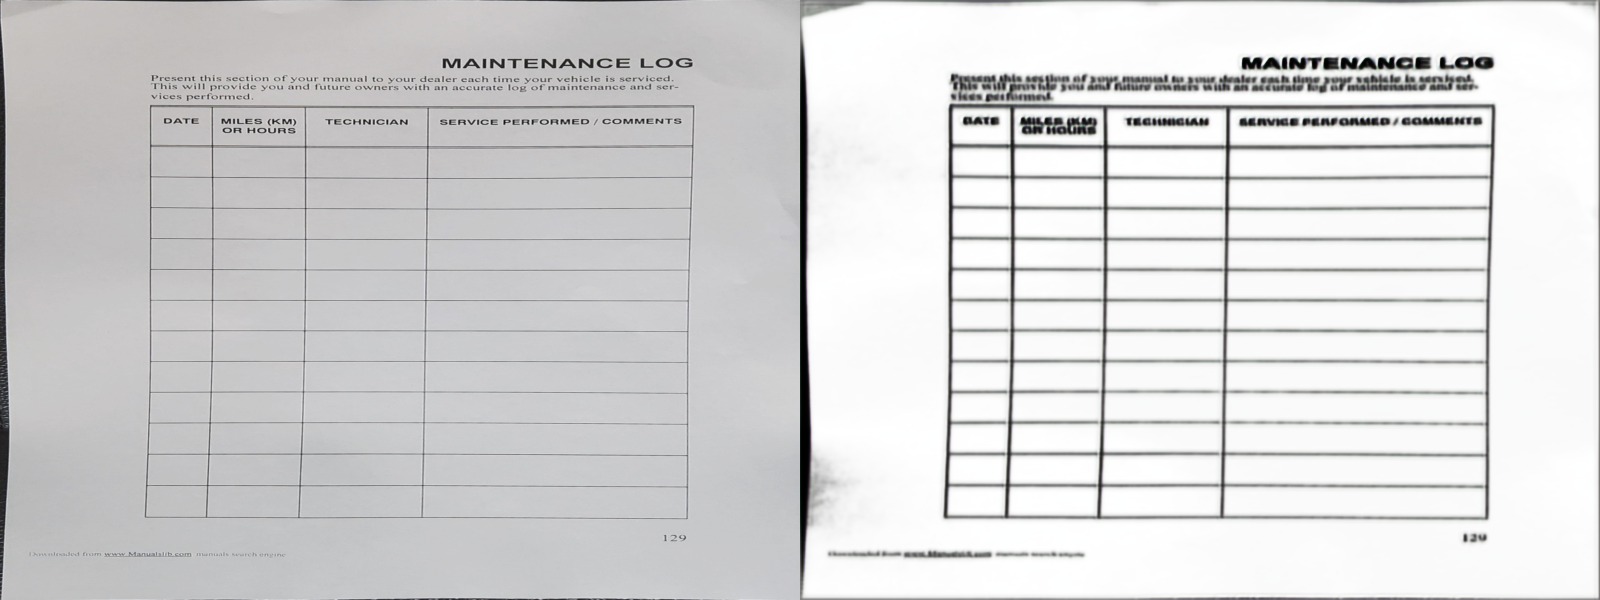 MAINTENANCE LOG
Present this section of your manual to your dealer each time your vehicle is serviced.
This will provide you and future owners with an accurate log of maintenance and ser-
vices performed.
DATE MILES (KM) OR HOURS TECHNICIAN SERVICE PERFORMED / COMMENTS
129
Downloaded from www.Manualslib.com manuals search engine
MAINTENANCE LOG
Present this section of your manual to your dealer each time your vehicle is serviced.
This will provide you and future owners with an accurate log of maintenance and ser-
vices performed.
DATE MILES (KM) OR HOURS TECHNICIAN SERVICE PERFORMED / COMMENTS
129
Downloaded from www.Manualslib.com manuals search engine